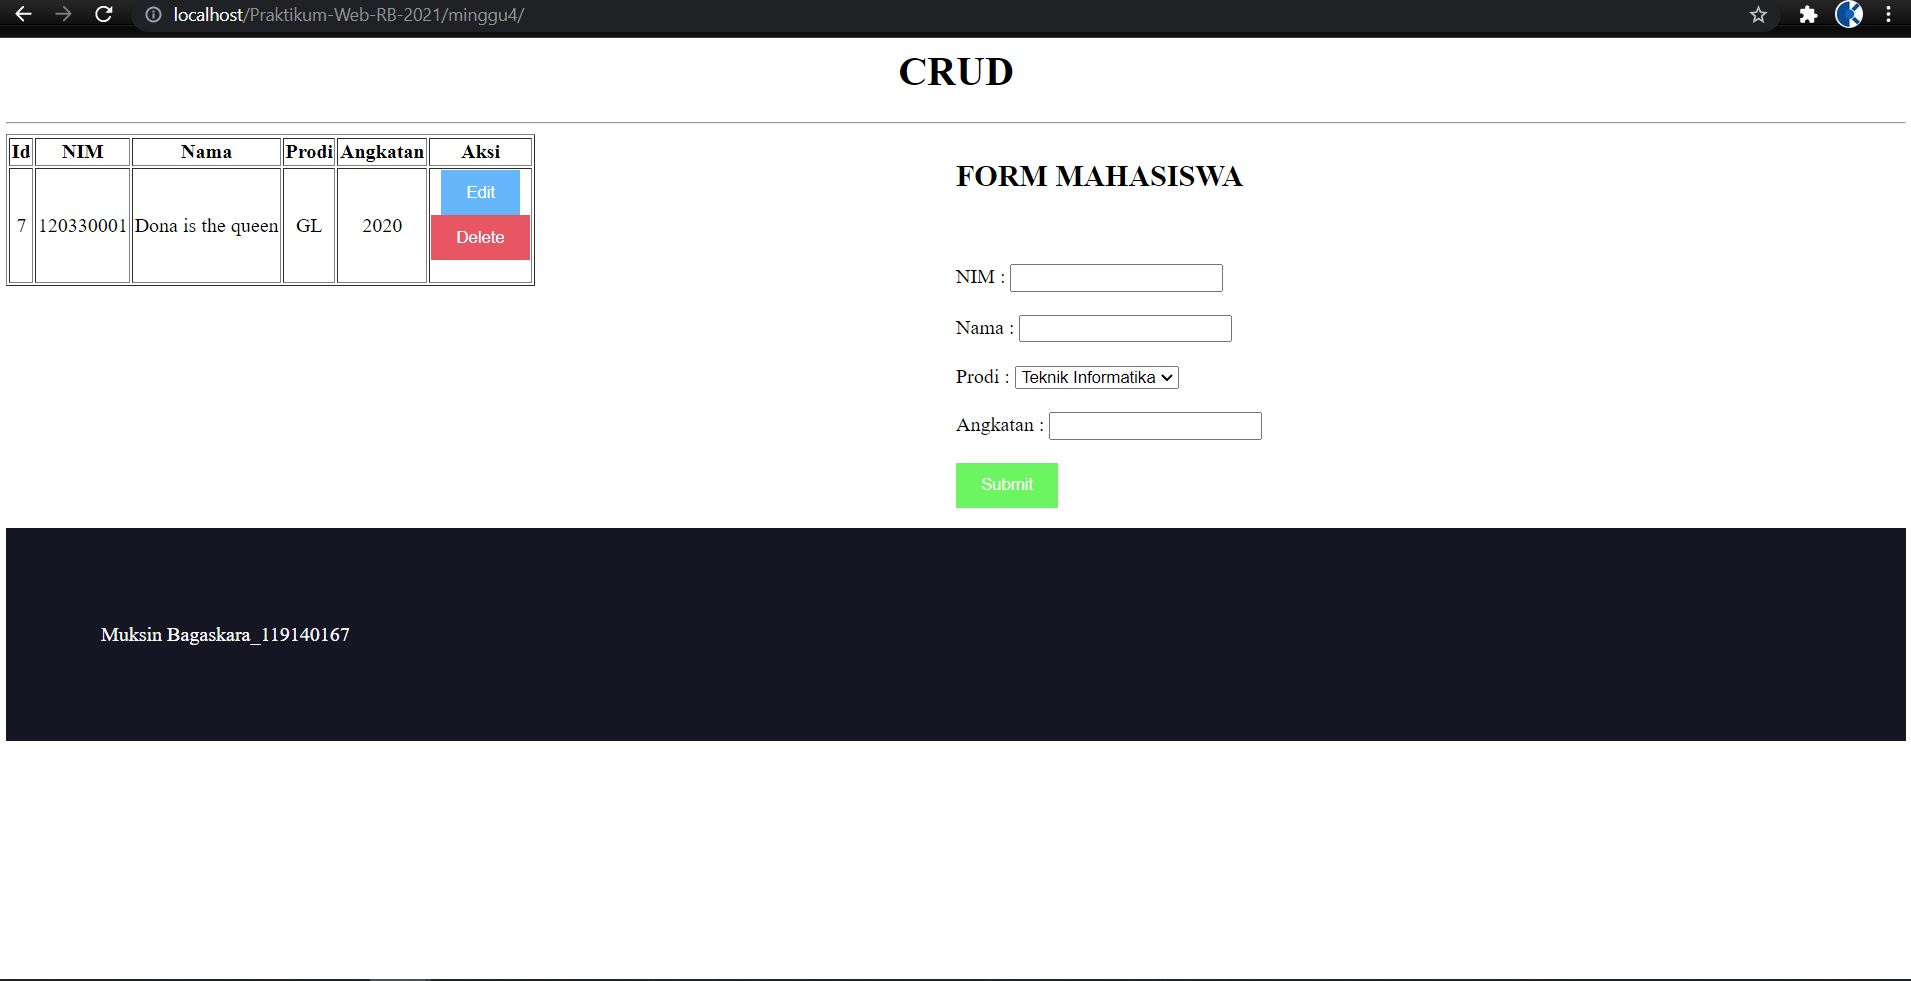 localhost/Praktikum-Web-RB-2021/minggu4/
CRUD
Id NIM Nama Prodi Angkatan Aksi
7 120330001 Dona is the queen GL 2020 Edit
Delete
FORM MAHASISWA
NIM :
Nama :
Prodi : Teknik Informatika
Angkatan :
Submit
Muksin Bagaskara_119140167